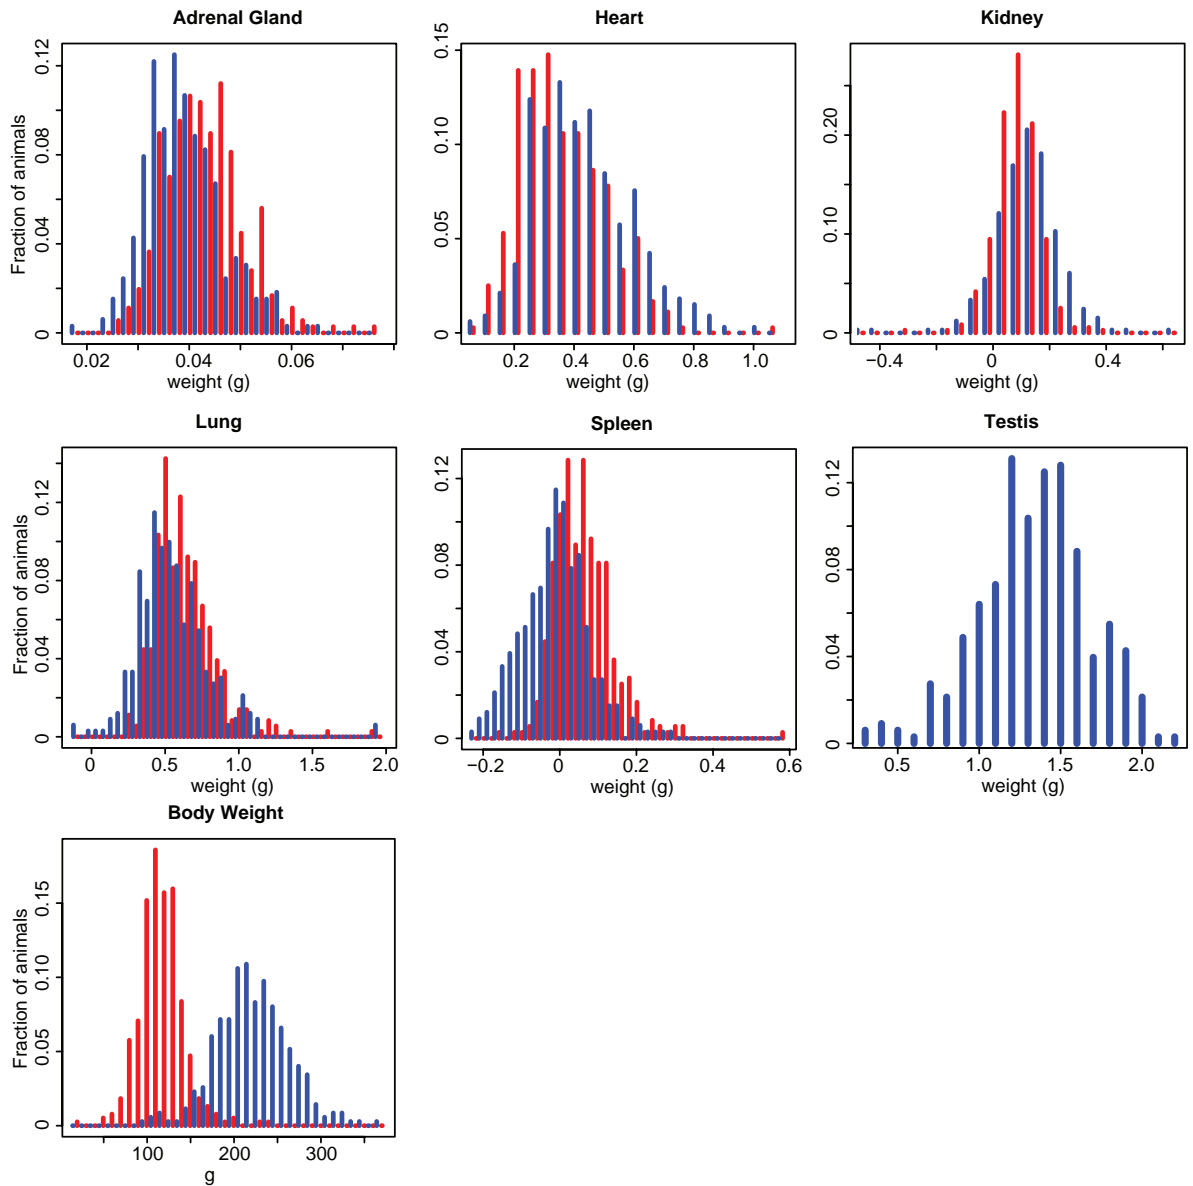 Adrenal Gland
Heart
Kidney
Fraction of animals
0 0.04 0.08 0.12
0.02 0.04 0.06
weight (g)
0 0.05 0.10 0.15
0.2 0.4 0.6 0.8 1.0
weight (g)
0 0.10 0.20
−0.4 0 0.4
weight (g)
Lung
Spleen
Testis
Fraction of animals
0 0.04 0.08 0.12
0 0.5 1.0 1.5 2.0
weight (g)
0 0.04 0.08 0.12
−0.2 0 0.2 0.4 0.6
weight (g)
0 0.04 0.08 0.12
0.5 1.0 1.5 2.0
weight (g)
Body Weight
Fraction of animals
0 0.05 0.10 0.15
100 200 300
g